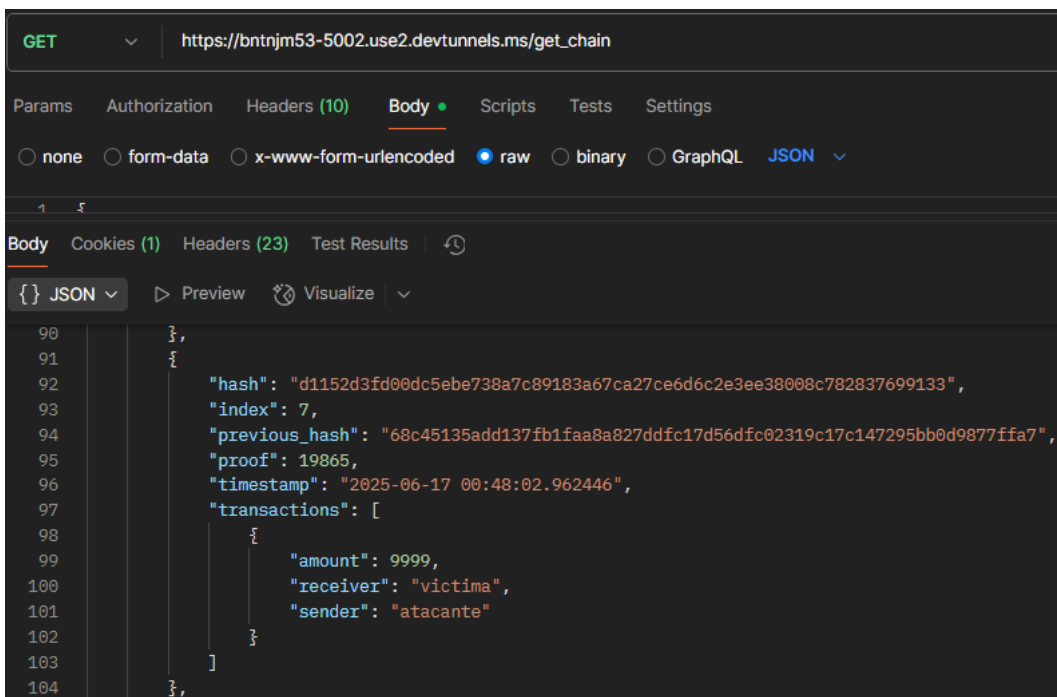 GET https://bntnjm53-5002.use2.devtunnels.ms/get_chain
Params Authorization Headers (10) Body Scripts Tests Settings
none form-data x-www-form-urlencoded raw binary GraphQL JSON
1 {
Body Cookies (1) Headers (23) Test Results
{} JSON Preview Visualize
90 },
91 {
92 "hash": "d1152d3fd00dc5ebe738a7c89183a67ca27ce6d6c2e3ee38008c782837699133",
93 "index": 7,
94 "previous_hash": "68c45135add137fb1faa8a827ddfc17d56dfc02319c17c147295bb0d9877ffa7",
95 "proof": 19865,
96 "timestamp": "2025-06-17 00:48:02.962446",
97 "transactions": [
98 {
99 "amount": 9999,
100 "receiver": "victima",
101 "sender": "atacante"
102 }
103 ]
104 },